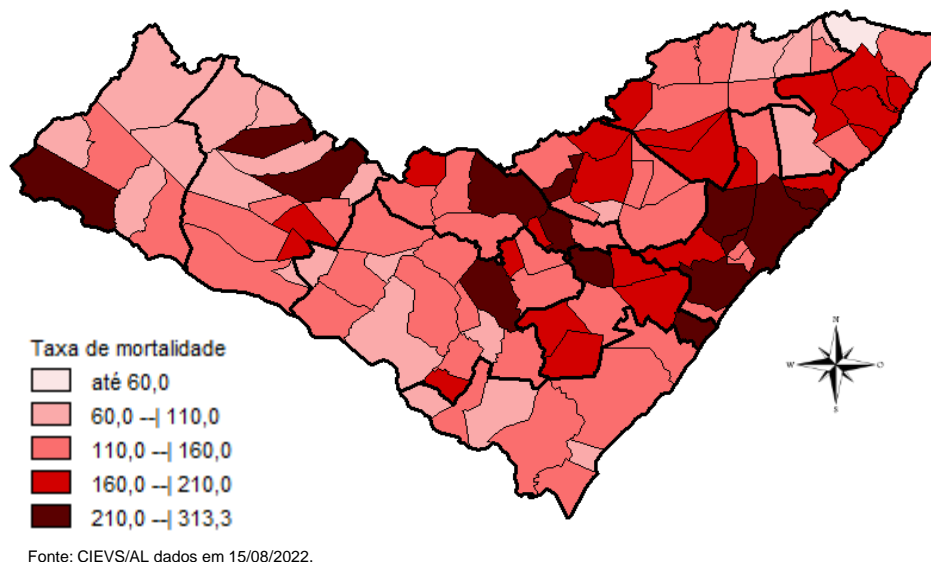 N
W
O
S
Taxa de mortalidade
até 60,0
60,0 --| 110,0
110,0 --| 160,0
160,0 --| 210,0
210,0 --| 313,3
Fonte: CIEVS/AL dados em 15/08/2022.